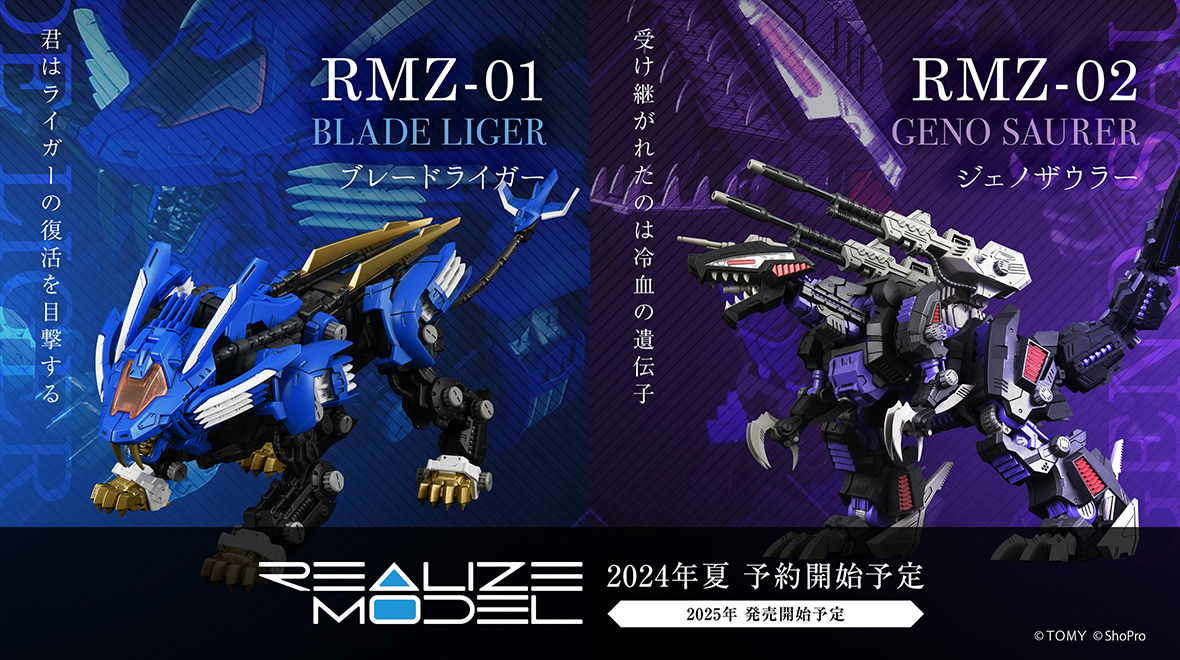 君はライガーの復活を目撃する
RMZ-01
BLADE LIGER
ブレードライガー
受け継がれたのは冷血の遺伝子
RMZ-02
GENO SAURER
ジェノザウラー
REALIZE
MODEL
2024年夏 予約開始予定
2025年 発売開始予定
©TOMY ©ShoPro